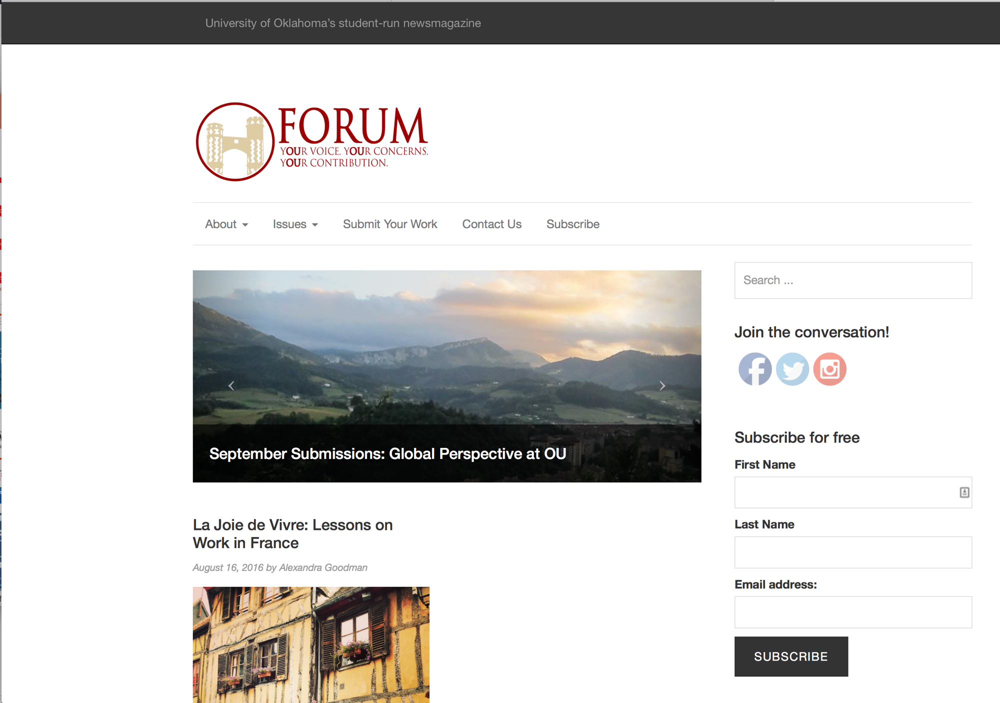 University of Oklahoma’s student-run newsmagazine
FORUM
YOUR VOICE. YOUR CONCERNS.
YOUR CONTRIBUTION.
About
Issues
Submit Your Work
Contact Us
Subscribe
Search ...
Join the conversation!
September Submissions: Global Perspective at OU
Subscribe for free
First Name
Last Name
Email address:
SUBSCRIBE
La Joie de Vivre: Lessons on
Work in France
August 16, 2016 by Alexandra Goodman